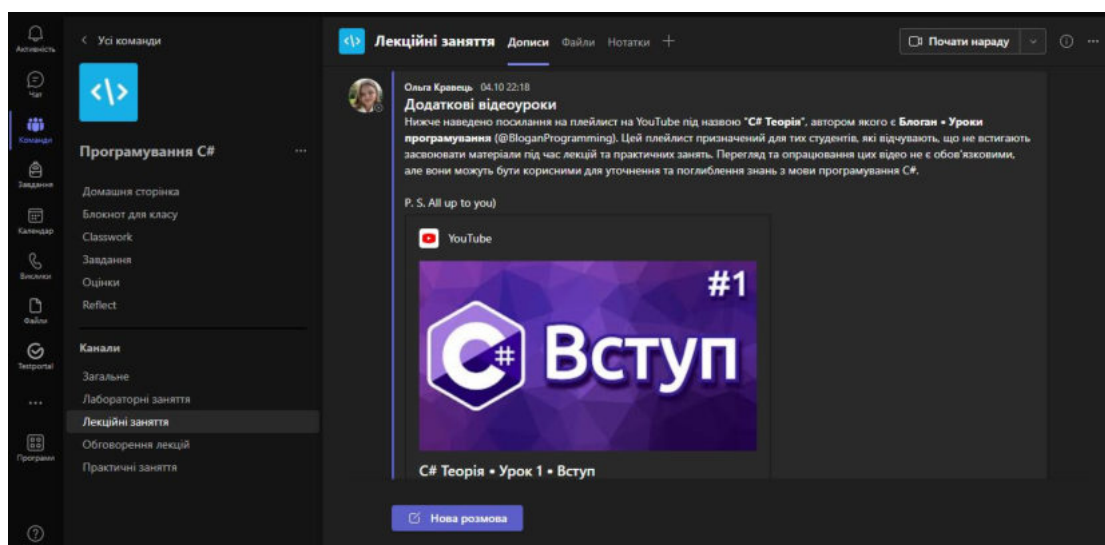 Активність
Чат
Команди
Завдання
Календар
Виклики
Файли
Testportal
Програми
Усі команди
Програмування C#
Домашня сторінка
Блокнот для класу
Classwork
Завдання
Оцінки
Reflect
Канали
Загальне
Лабораторні заняття
Лекційні заняття
Обговорення лекцій
Практичні заняття
Лекційні заняття Дописи Файли Нотатки
Почати нараду
Ольга Кравець 04.10 22:18
Додаткові відеоуроки
Нижче наведено посилання на плейлист на YouTube під назвою "C# Теорія", автором якого є Блоган • Уроки
програмування (@BloganProgramming). Цей плейлист призначений для тих студентів, які відчувають, що не встигають
засвоювати матеріали під час лекцій та практичних занять. Перегляд та опрацювання цих відео не є обов'язковими,
але вони можуть бути корисними для уточнення та поглиблення знань з мови програмування C#.
P. S. All up to you)
YouTube
#1
C# Вступ
C# Теорія • Урок 1 • Вступ
Нова розмова